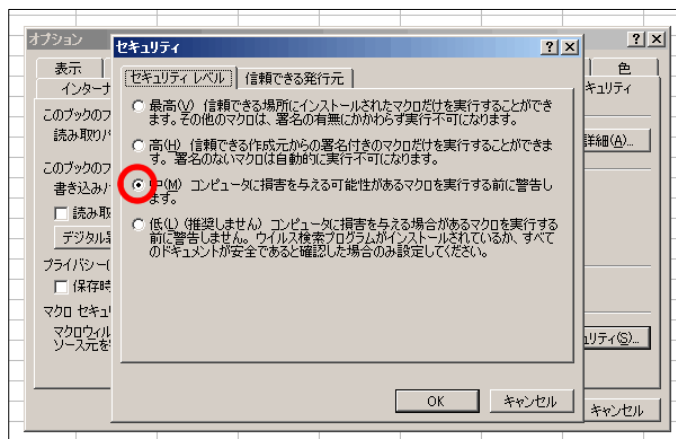 オプション
セキュリティ
表示
色
インターナ
キュリティ
セキュリティ レベル
信頼できる発行元
このブックのフ
読み取りパ
詳細(A)...
最高(V) 信頼できる場所にインストールされたマクロだけを実行することができ
ます。その他のマクロは、署名の有無にかかわらず実行不可になります。
高(H) 信頼できる作成元からの署名付きのマクロだけを実行することができま
す。署名のないマクロは自動的に実行不可になります。
このブックのフ
書き込みパ
中(M) コンピュータに損害を与える可能性があるマクロを実行する前に警告し
ます。
読み取
デジタル
低(L) (推奨しません) コンピュータに損害を与える場合があるマクロを実行する
前に警告しません。ウイルス検索プログラムがインストールされているか、すべて
のドキュメントが安全であると確認した場合のみ設定してください。
プライバシー
保存時
マクロ セキュ
マクロウィル
ソース元を
ュリティ(S)...
OK
キャンセル
キャンセル